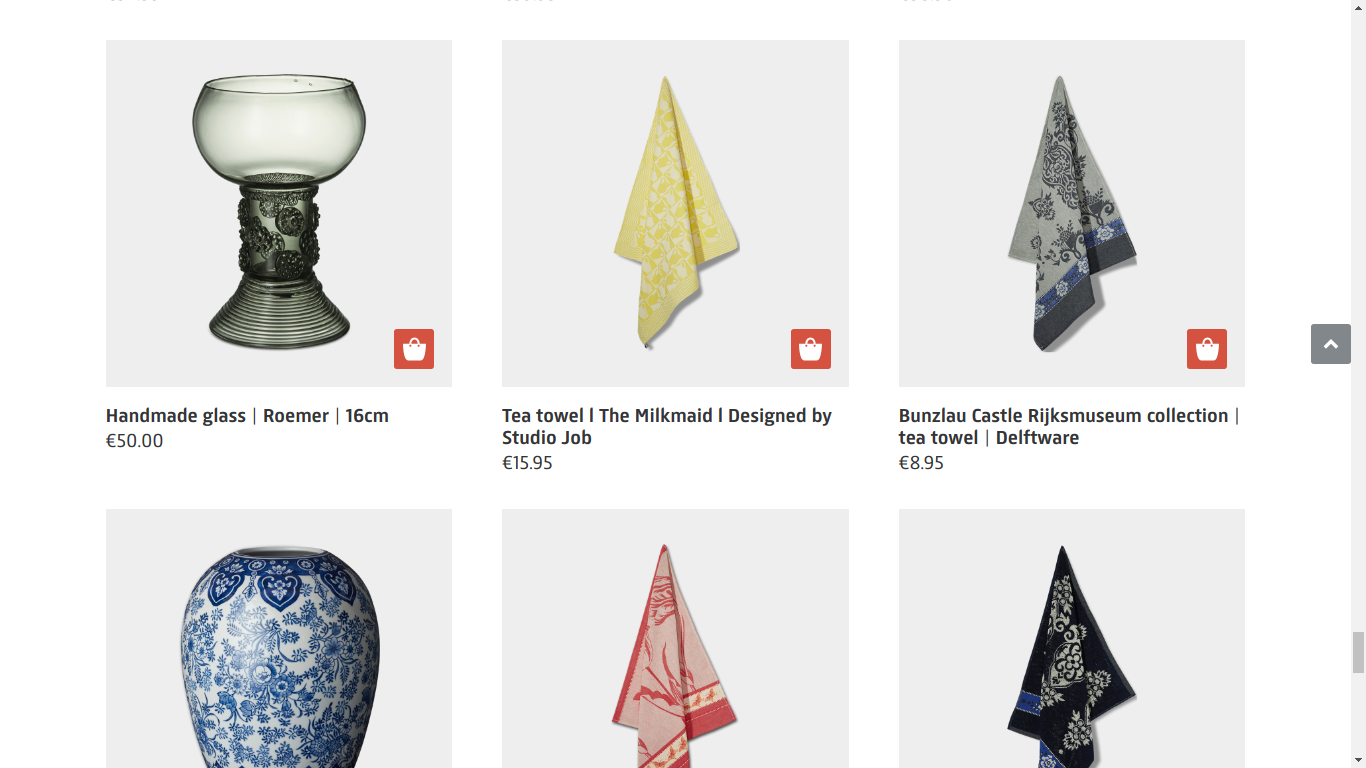 Handmade glass | Roemer | 16cm
€50.00
Tea towel l The Milkmaid l Designed by
Studio Job
€15.95
Bunzlau Castle Rijksmuseum collection |
tea towel | Delftware
€8.95